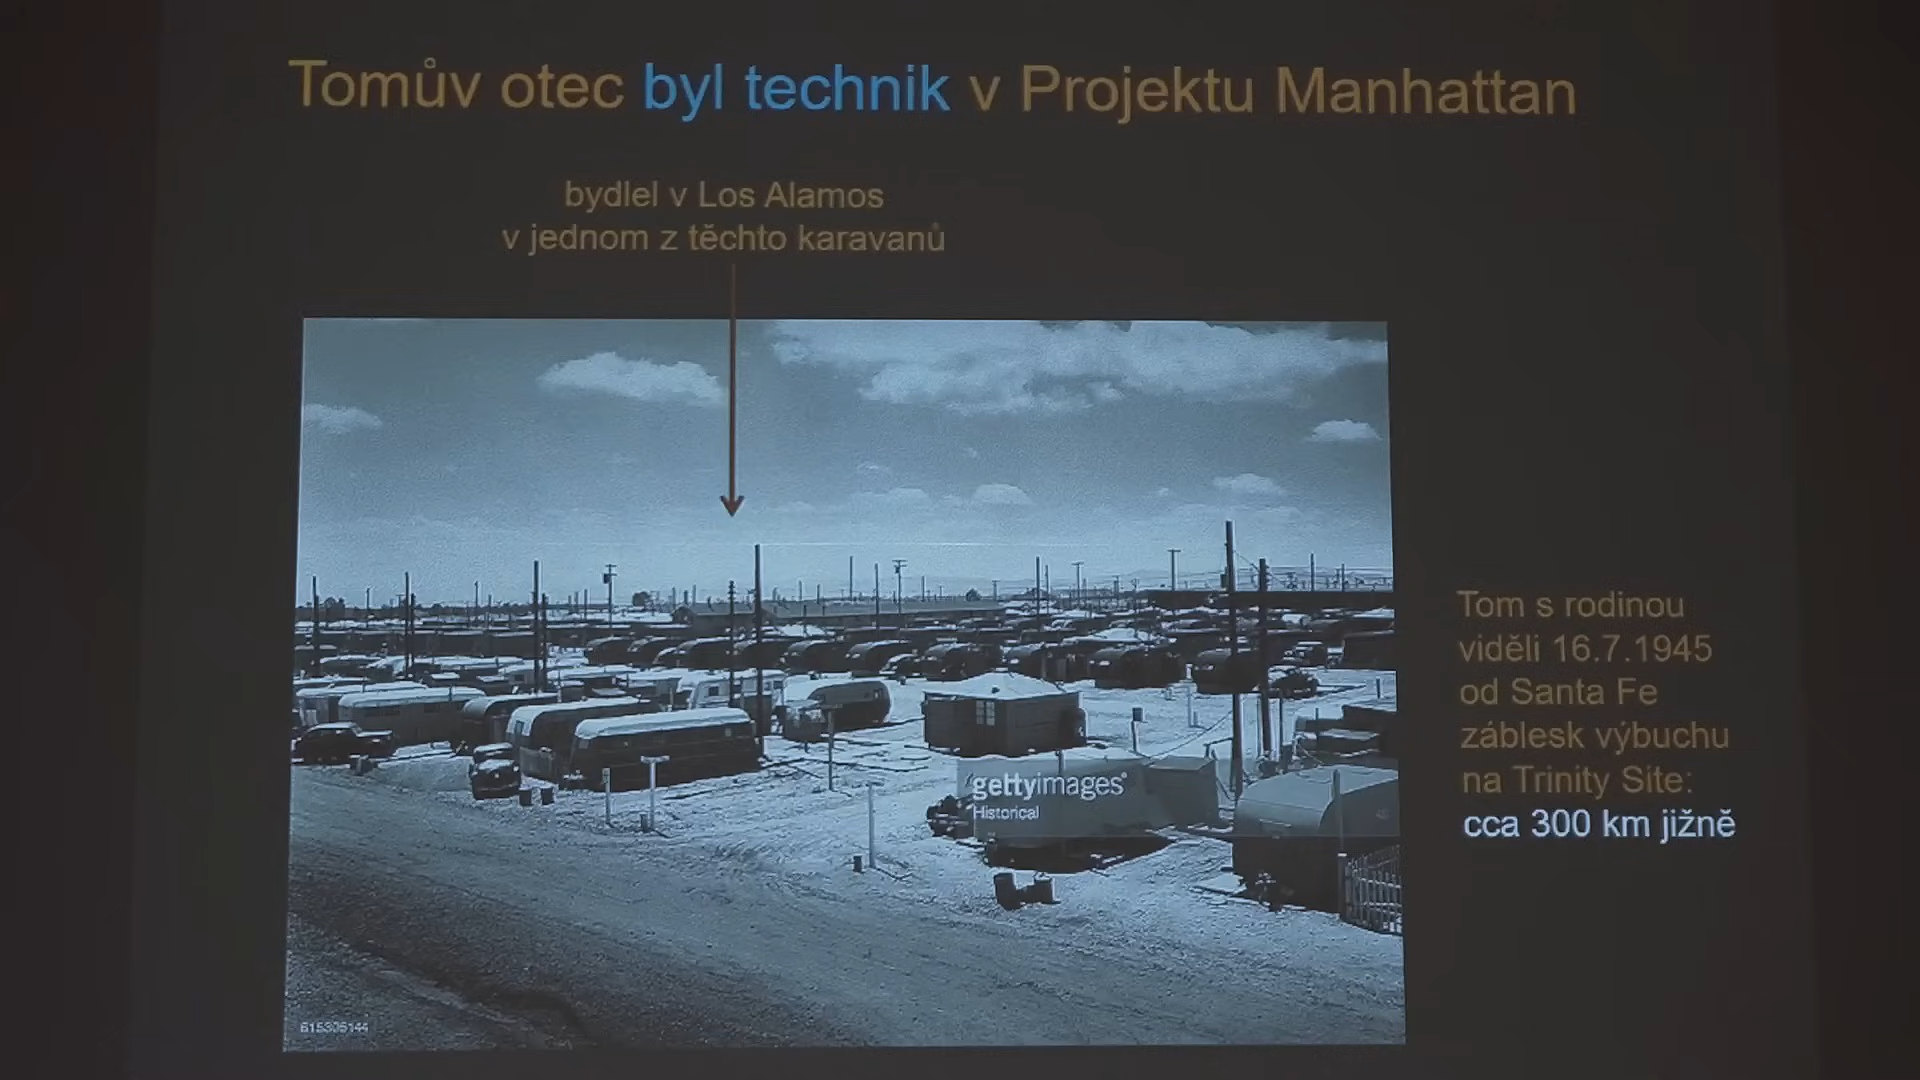 Tomův otec byl technik v Projektu Manhattan
bydlel v Los Alamos
v jednom z těchto karavanů
Tom s rodinou
viděli 16.7.1945
od Santa Fe
záblesk výbuchu
na Trinity Site:
cca 300 km jižně
gettyimages®
Historical
615305144